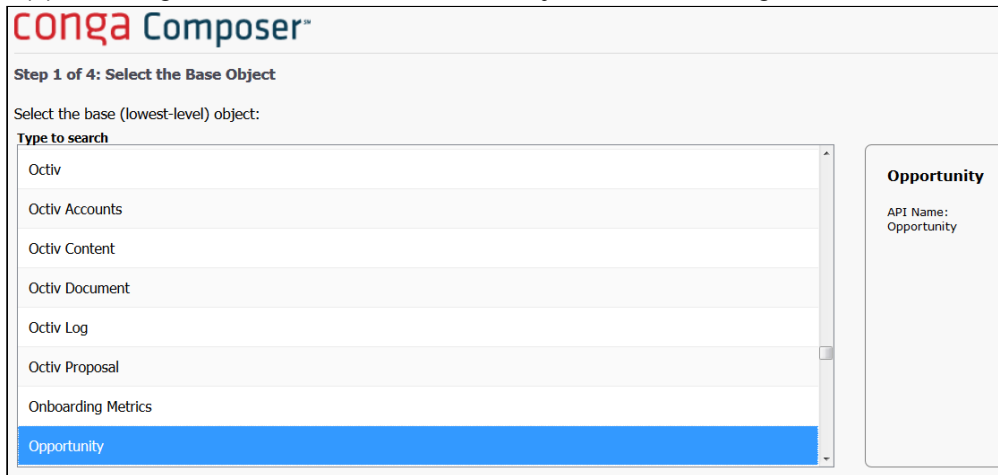 conga Composer℠
Step 1 of 4: Select the Base Object
Select the base (lowest-level) object:
Type to search
Octiv
Octiv Accounts
Octiv Content
Octiv Document
Octiv Log
Octiv Proposal
Onboarding Metrics
Opportunity
Opportunity
API Name:
Opportunity